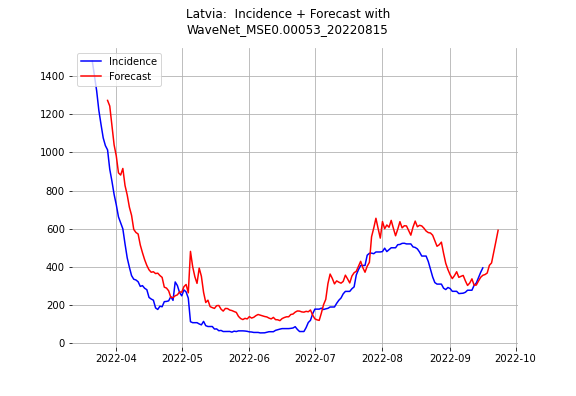 Latvia:  Incidence + Forecast with
WaveNet_MSE0.00053_20220815
Incidence
Forecast
1400
1200
1000
800
600
400
200
0
2022-04 2022-05 2022-06 2022-07 2022-08 2022-09 2022-10